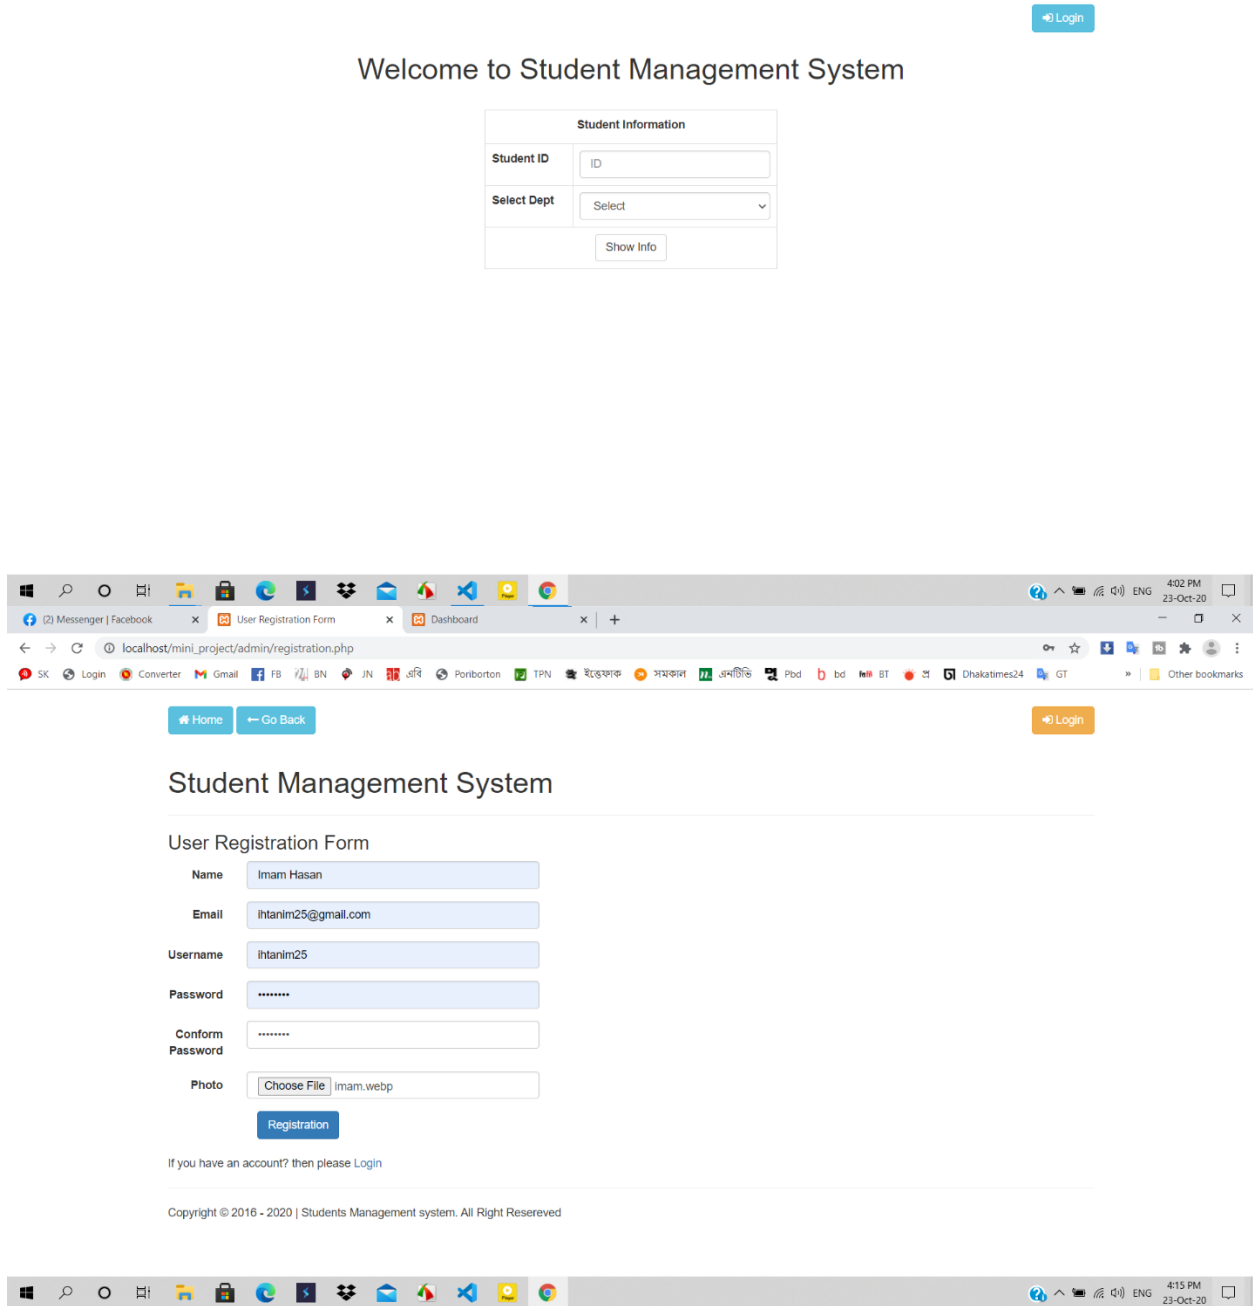 Login
Welcome to Student Management System
Student Information
Student ID ID
Select Dept Select
Show Info
ENG 4:02 PM
23-Oct-20
(2) Messenger | Facebook User Registration Form Dashboard
localhost/mini_project/admin/registration.php
SK Login Converter Gmail FB BN JN এবি Poriborton TPN ইত্তেফাক সমকাল এনটিভি Pbd bd BT প্র Dhakatimes24 GT » Other bookmarks
Home Go Back Login
Student Management System
User Registration Form
Name Imam Hasan
Email ihtanim25@gmail.com
Username ihtanim25
Password ••••••••
Conform Password ••••••••
Photo Choose File imam.webp
Registration
If you have an account? then please Login
Copyright © 2016 - 2020 | Students Management system. All Right Resereved
ENG 4:15 PM
23-Oct-20